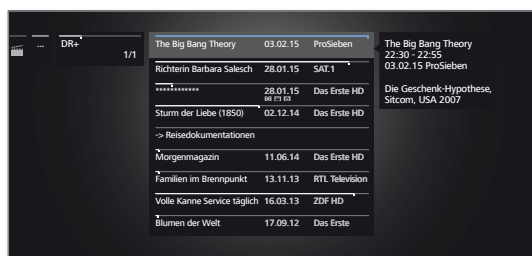 ...
DR+
1/1
The Big Bang Theory 03.02.15 ProSieben
Richterin Barbara Salesch 28.01.15 SAT.1
************ 28.01.15 Das Erste HD
Sturm der Liebe (1850) 02.12.14 Das Erste HD
-> Reisedokumentationen
Morgenmagazin 11.06.14 Das Erste HD
Familien im Brennpunkt 13.11.13 RTL Television
Volle Kanne Service täglich 16.03.13 ZDF HD
Blumen der Welt 17.09.12 Das Erste
The Big Bang Theory
22:30 - 22:55
03.02.15 ProSieben
Die Geschenk-Hypothese,
Sitcom, USA 2007